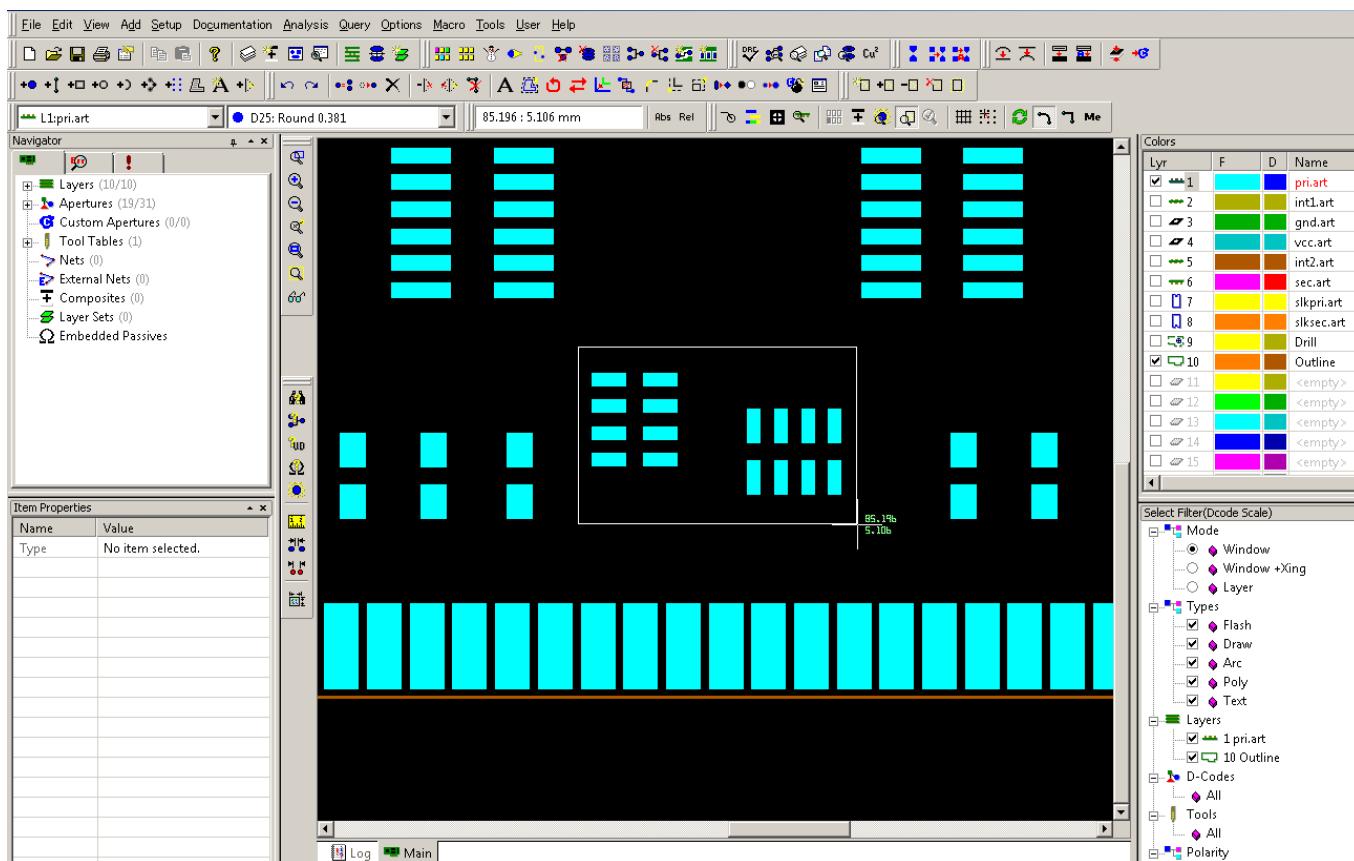 File Edit View Add Setup Documentation Analysis Query Options Macro Tools User Help
DRC Cu²
L1:pri.art D25: Round 0.381 85.196 : 5.106 mm Abs Rel Me
Navigator
Layers (10/10)
Apertures (19/31)
Custom Apertures (0/0)
Tool Tables (1)
Nets (0)
External Nets (0)
Composites (0)
Layer Sets (0)
Embedded Passives
Item Properties
Name Value
Type No item selected.
UD
85.196
5.106
Log Main
Colors
Lyr F D Name
1 pri.art
2 int1.art
3 gnd.art
4 vcc.art
5 int2.art
6 sec.art
7 slkpri.art
8 slksec.art
9 Drill
10 Outline
11 <empty>
12 <empty>
13 <empty>
14 <empty>
15 <empty>
Select Filter(Dcode Scale)
Mode
Window
Window +Xing
Layer
Types
Flash
Draw
Arc
Poly
Text
Layers
1 pri.art
10 Outline
D-Codes
All
Tools
All
Polarity